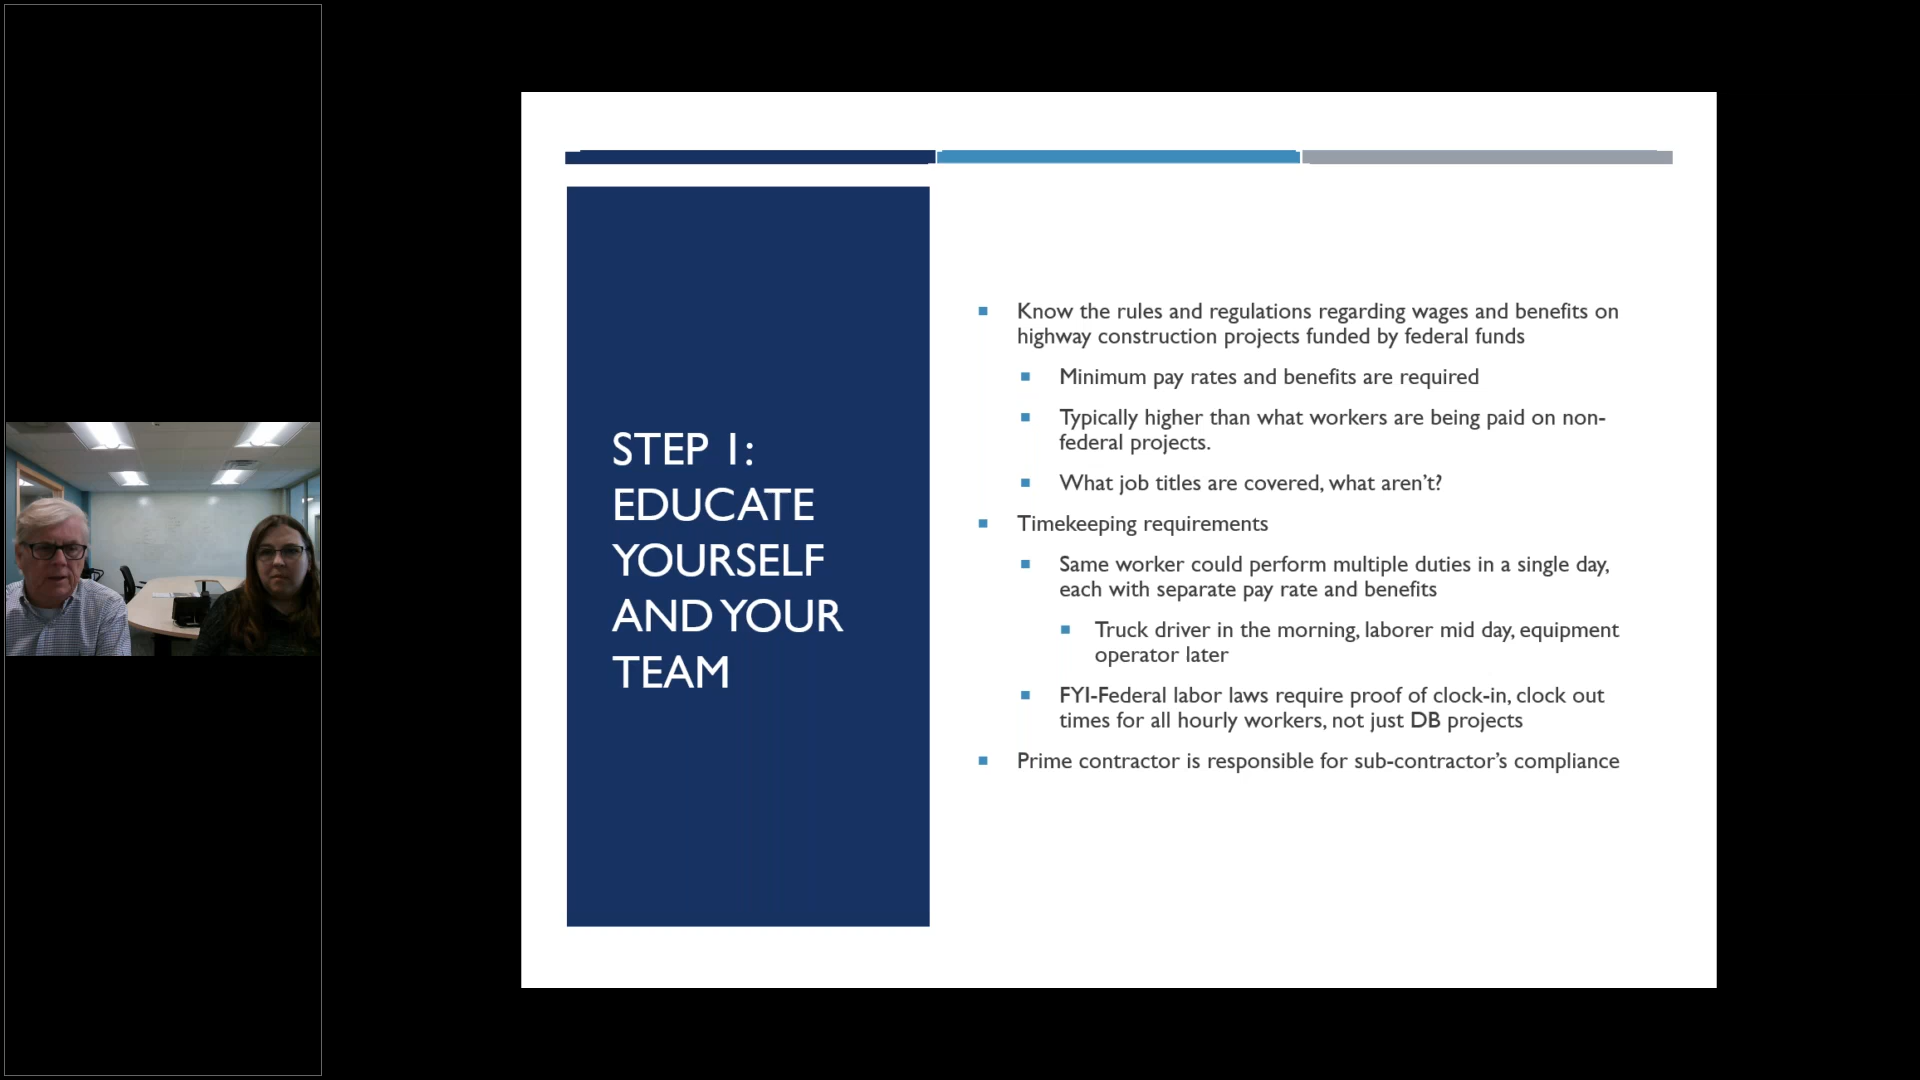 STEP 1:
EDUCATE
YOURSELF
AND YOUR
TEAM
Know the rules and regulations regarding wages and benefits on
highway construction projects funded by federal funds
Minimum pay rates and benefits are required
Typically higher than what workers are being paid on non-
federal projects.
What job titles are covered, what aren't?
Timekeeping requirements
Same worker could perform multiple duties in a single day,
each with separate pay rate and benefits
Truck driver in the morning, laborer mid day, equipment
operator later
FYI-Federal labor laws require proof of clock-in, clock out
times for all hourly workers, not just DB projects
Prime contractor is responsible for sub-contractor's compliance